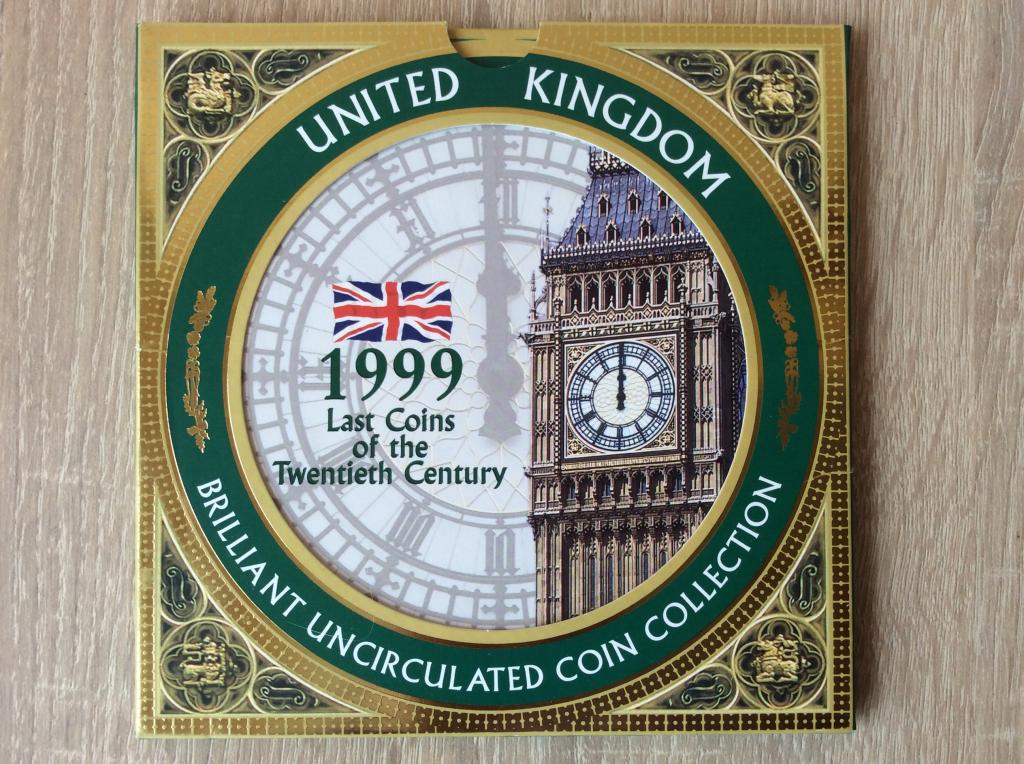 UNITED KINGDOM
1999
Last Coins
of the
Twentieth Century
BRILLIANT UNCIRCULATED COIN COLLECTION